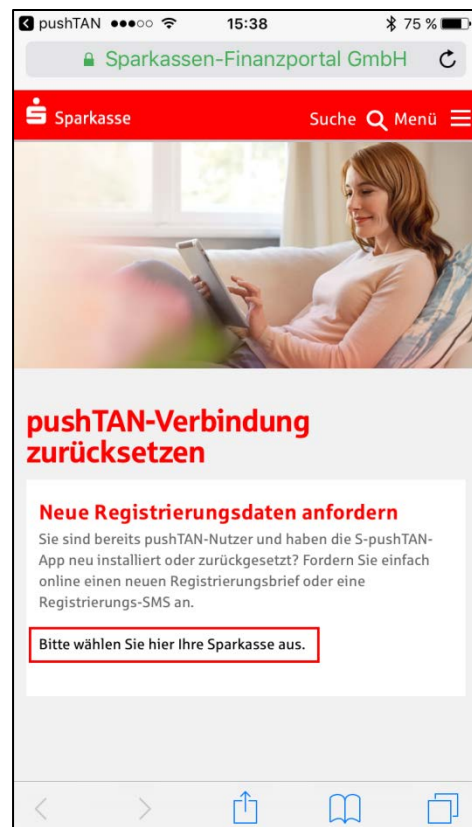 pushTAN 15:38 75 %
Sparkassen-Finanzportal GmbH
Sparkasse Suche Menü
pushTAN-Verbindung
zurücksetzen
Neue Registrierungsdaten anfordern
Sie sind bereits pushTAN-Nutzer und haben die S-pushTAN-
App neu installiert oder zurückgesetzt? Fordern Sie einfach
online einen neuen Registrierungsbrief oder eine
Registrierungs-SMS an.
Bitte wählen Sie hier Ihre Sparkasse aus.